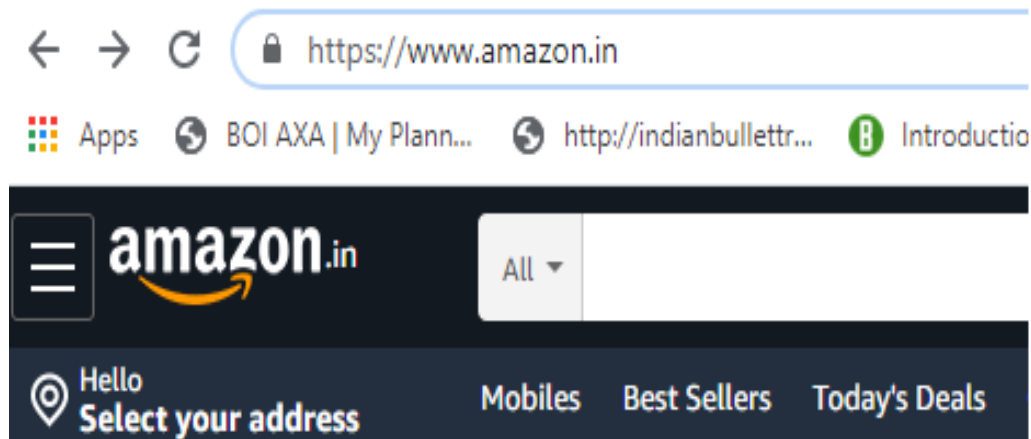 https://www.amazon.in
Apps BOI AXA | My Plann... http://indianbullettr... Introductio
amazon.in All
Hello
Select your address Mobiles Best Sellers Today's Deals